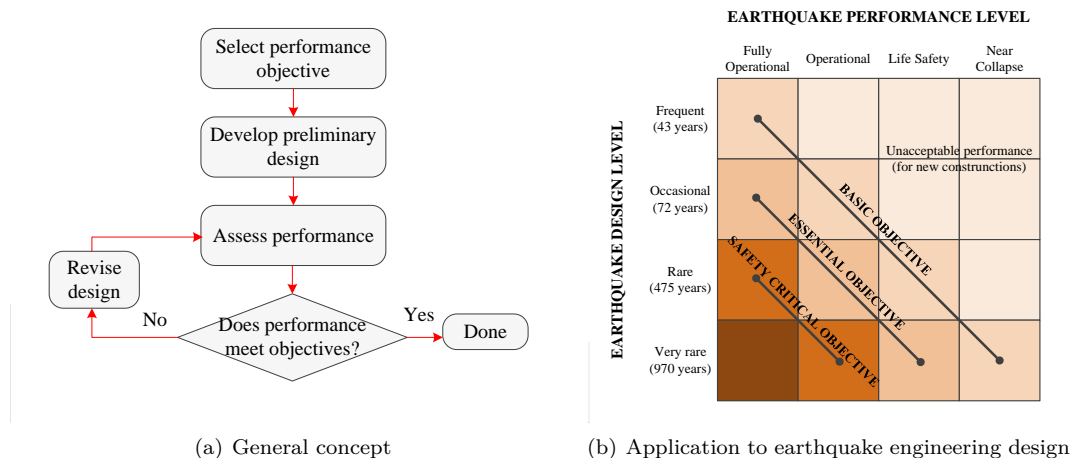 Select performance
objective
Develop preliminary
design
Assess performance
Revise
design
No
Does performance
meet objectives?
Yes
Done
(a) General concept
EARTHQUAKE PERFORMANCE LEVEL
Fully
Operational
Operational
Life Safety
Near
Collapse
EARTHQUAKE DESIGN LEVEL
Frequent
(43 years)
Occasional
(72 years)
Rare
(475 years)
Very rare
(970 years)
Unacceptable performance
(for new construnctions)
BASIC OBJECTIVE
ESSENTIAL OBJECTIVE
SAFETY CRITICAL OBJECTIVE
(b) Application to earthquake engineering design